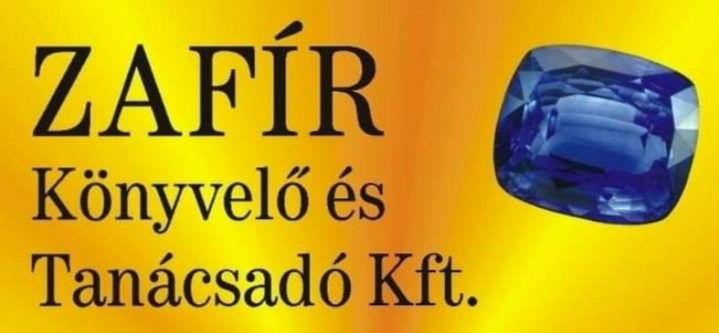 ZAFÍR
Könyvelő és
Tanácsadó Kft.